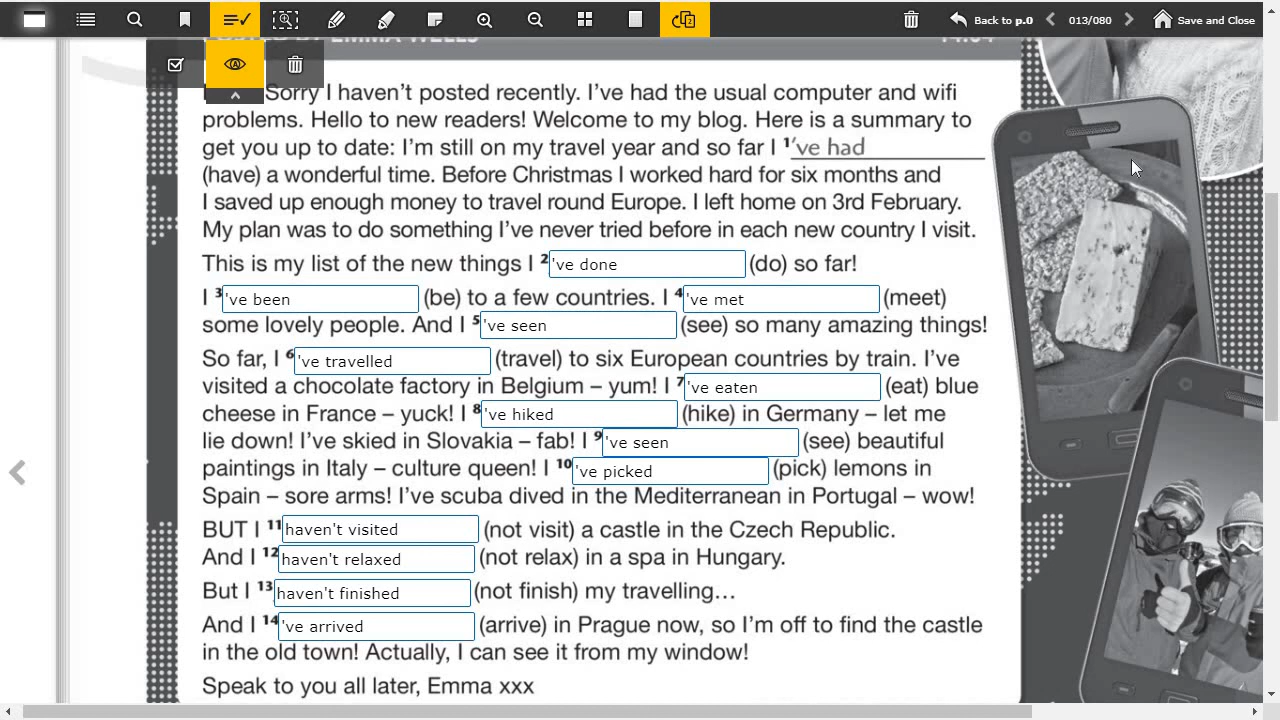 Back to p.0 013/080 Save and Close
Sorry I haven't posted recently. I've had the usual computer and wifi
problems. Hello to new readers! Welcome to my blog. Here is a summary to
get you up to date: I'm still on my travel year and so far I 1 've had
(have) a wonderful time. Before Christmas I worked hard for six months and
I saved up enough money to travel round Europe. I left home on 3rd February.
My plan was to do something I've never tried before in each new country I visit.
This is my list of the new things I 2 've done (do) so far!
I 3 've been (be) to a few countries. I 4 've met (meet)
some lovely people. And I 5 've seen (see) so many amazing things!
So far, I 6 've travelled (travel) to six European countries by train. I've
visited a chocolate factory in Belgium – yum! I 7 've eaten (eat) blue
cheese in France – yuck! I 8 've hiked (hike) in Germany – let me
lie down! I've skied in Slovakia – fab! I 9 've seen (see) beautiful
paintings in Italy – culture queen! I 10 've picked (pick) lemons in
Spain – sore arms! I've scuba dived in the Mediterranean in Portugal – wow!
BUT I 11 haven't visited (not visit) a castle in the Czech Republic.
And I 12 haven't relaxed (not relax) in a spa in Hungary.
But I 13 haven't finished (not finish) my travelling…
And I 14 've arrived (arrive) in Prague now, so I'm off to find the castle
in the old town! Actually, I can see it from my window!
Speak to you all later, Emma xxx